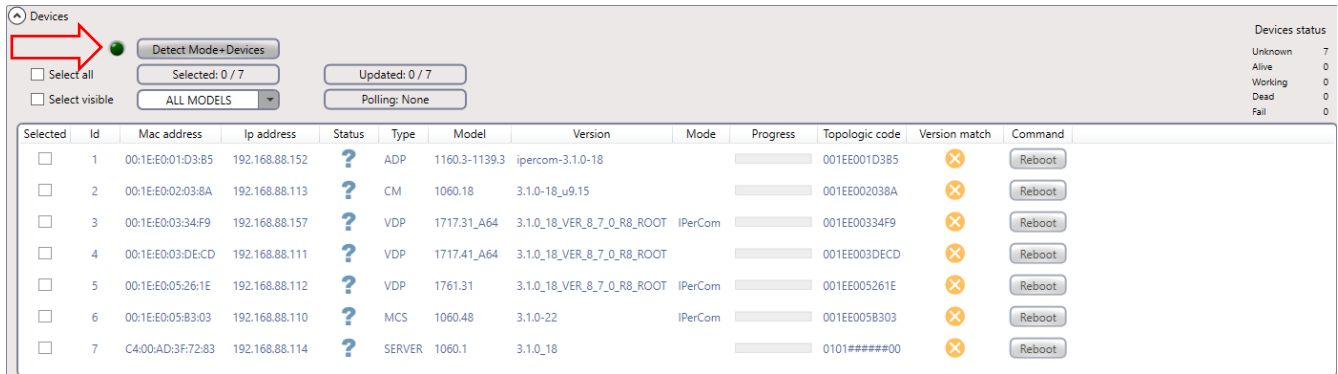 Devices
Detect Mode+Devices
Select all Selected: 0 / 7 Updated: 0 / 7
Select visible ALL MODELS Polling: None
Devices status
Unknown 7
Alive 0
Working 0
Dead 0
Fail 0
Selected Id Mac address Ip address Status Type Model Version Mode Progress Topologic code Version match Command
1 00:1E:E0:01:D3:B5 192.168.88.152 ? ADP 1160.3-1139.3 ipercom-3.1.0-18 001EE001D3B5 Reboot
2 00:1E:E0:02:03:8A 192.168.88.113 ? CM 1060.18 3.1.0-18_u9.15 001EE002038A Reboot
3 00:1E:E0:03:34:F9 192.168.88.157 ? VDP 1717.31_A64 3.1.0_18_VER_8_7_0_R8_ROOT IPerCom 001EE00334F9 Reboot
4 00:1E:E0:03:DE:CD 192.168.88.111 ? VDP 1717.41_A64 3.1.0_18_VER_8_7_0_R8_ROOT 001EE003DECD Reboot
5 00:1E:E0:05:26:1E 192.168.88.112 ? VDP 1761.31 3.1.0_18_VER_8_7_0_R8_ROOT IPerCom 001EE005261E Reboot
6 00:1E:E0:05:B3:03 192.168.88.110 ? MCS 1060.48 3.1.0-22 IPerCom 001EE005B303 Reboot
7 C4:00:AD:3F:72:83 192.168.88.114 ? SERVER 1060.1 3.1.0_18 0101######00 Reboot